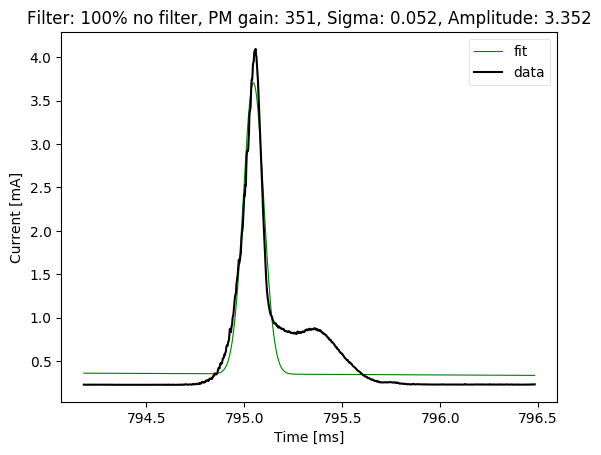 Filter: 100% no filter, PM gain: 351, Sigma: 0.052, Amplitude: 3.352
fit
data
4.0
3.5
3.0
2.5
2.0
1.5
1.0
0.5
Current [mA]
794.5
795.0
795.5
796.0
796.5
Time [ms]